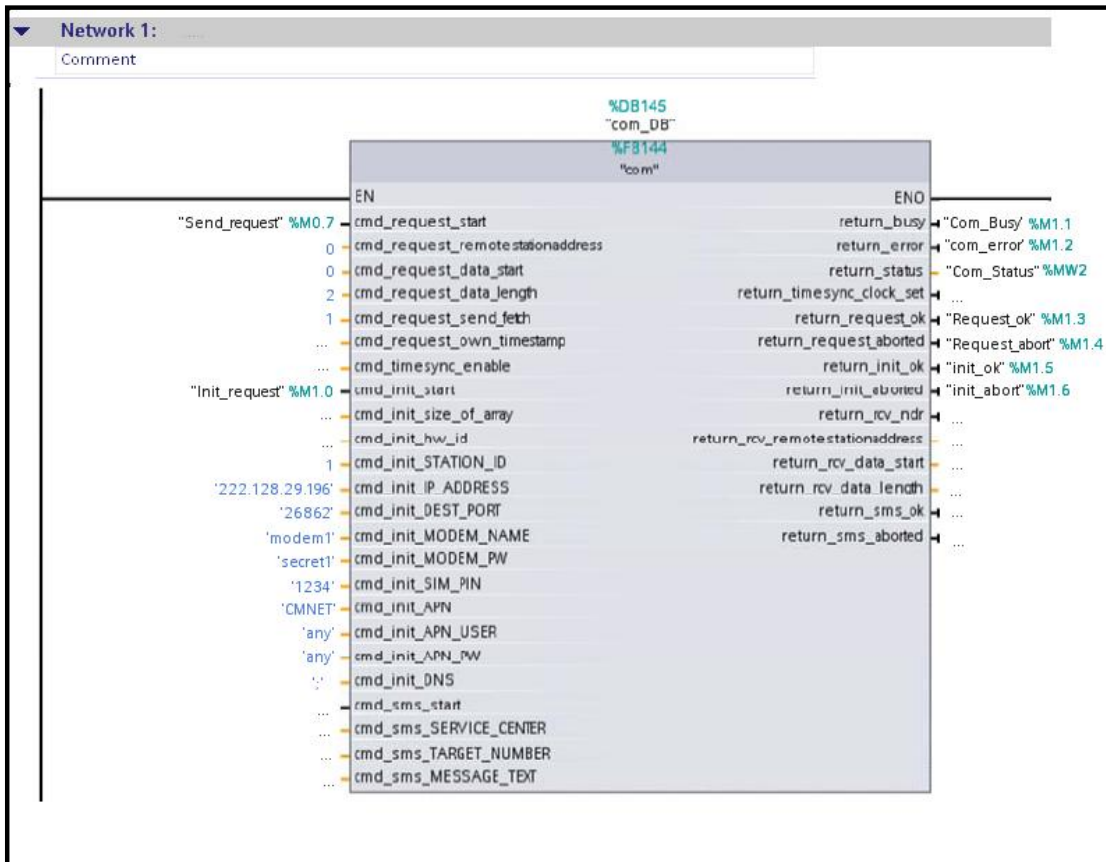 Network 1: .....
Comment
%DB145
"com_DB"
%FB144
"com"
EN ENO
"Send_request" %M0.7 cmd_request_start return_busy "Com_Busy" %M1.1
0 cmd_request_remotestationaddress return_error "com_error" %M1.2
0 cmd_request_data_start return_status "Com_Status" %MW2
2 cmd_request_data_length return_timesync_clock_set ...
1 cmd_request_send_fetch return_request_ok "Request_ok" %M1.3
... cmd_request_own_timestamp return_request_aborted "Request_abort" %M1.4
... cmd_timesync_enable return_init_ok "init_ok" %M1.5
"Init_request" %M1.0 cmd_init_start return_init_aborted "init_abort" %M1.6
... cmd_init_size_of_array return_rcv_ndr ...
... cmd_init_hw_id return_rcv_remotestationaddress ...
1 cmd_init_STATION_ID return_rcv_data_start ...
'222.128.29.196' cmd_init_IP_ADDRESS return_rcv_data_length ...
'26862' cmd_init_DEST_PORT return_sms_ok ...
'modem1' cmd_init_MODEM_NAME return_sms_aborted ...
'secret1' cmd_init_MODEM_PW
'1234' cmd_init_SIM_PIN
'CMNET' cmd_init_APN
'any' cmd_init_APN_USER
'any' cmd_init_APN_PW
';' cmd_init_DNS
... cmd_sms_start
... cmd_sms_SERVICE_CENTER
... cmd_sms_TARGET_NUMBER
... cmd_sms_MESSAGE_TEXT